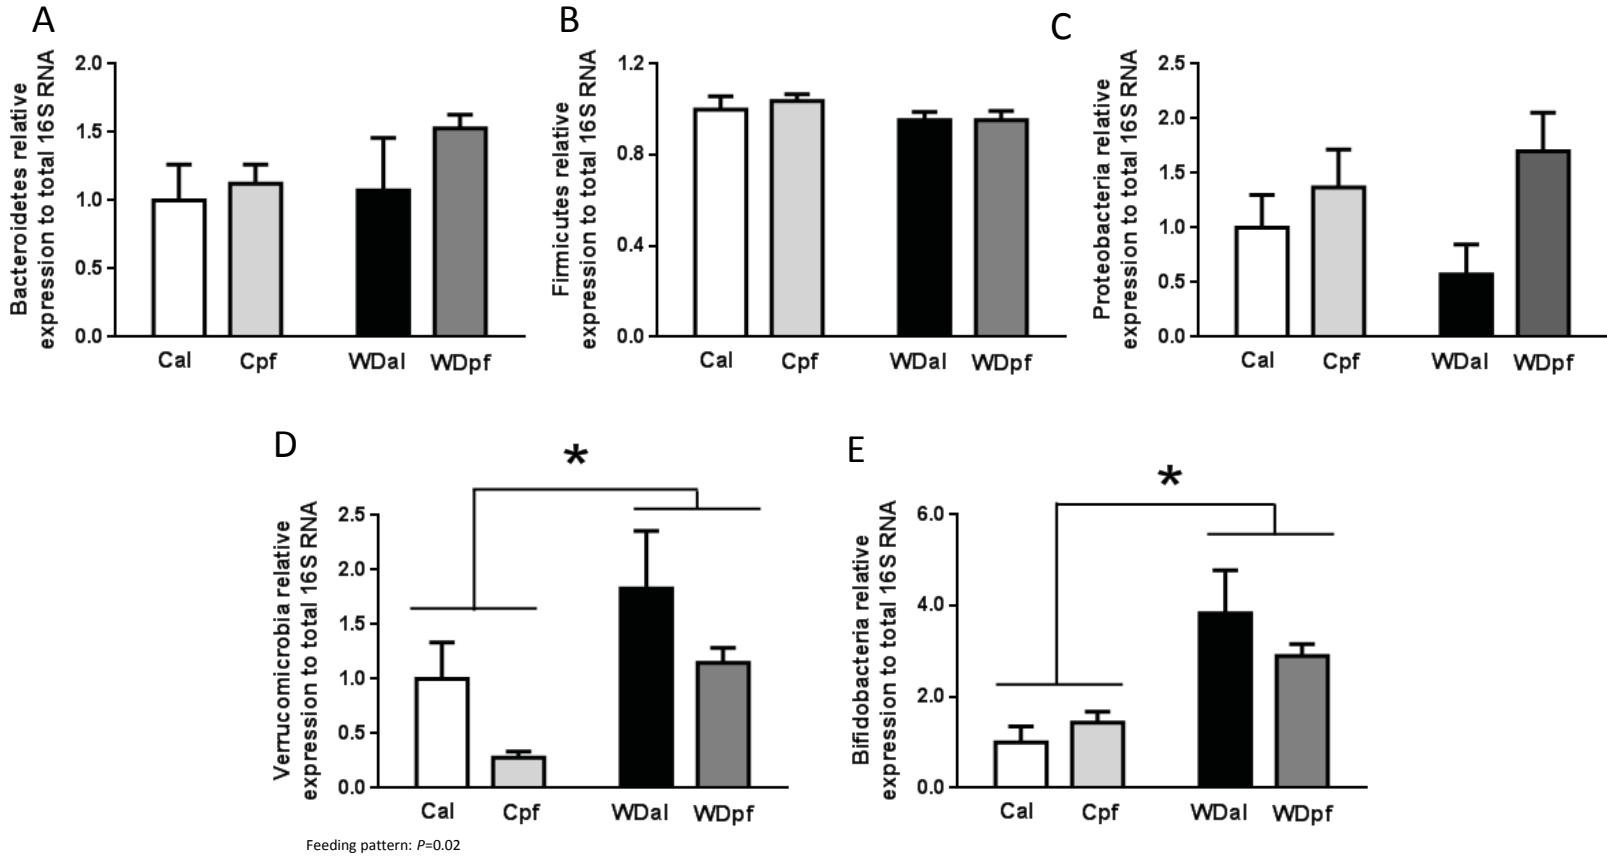 A
Bacteroidetes relative
expression to total 16S RNA
2.0
1.5
1.0
0.5
0.0
Cal
Cpf
WDal
WDpf
B
Firmicutes relative
expression to total 16S RNA
1.2
0.8
0.4
0.0
Cal
Cpf
WDal
WDpf
C
Proteobacteria relative
expression to total 16S RNA
2.5
2.0
1.5
1.0
0.5
0.0
Cal
Cpf
WDal
WDpf
D
*
Verrucomicrobia relative
expression to total 16S RNA
2.5
2.0
1.5
1.0
0.5
0.0
Cal
Cpf
WDal
WDpf
Feeding pattern: P=0.02
E
*
Bifidobacteria relative
expression to total 16S RNA
6.0
4.0
2.0
0.0
Cal
Cpf
WDal
WDpf